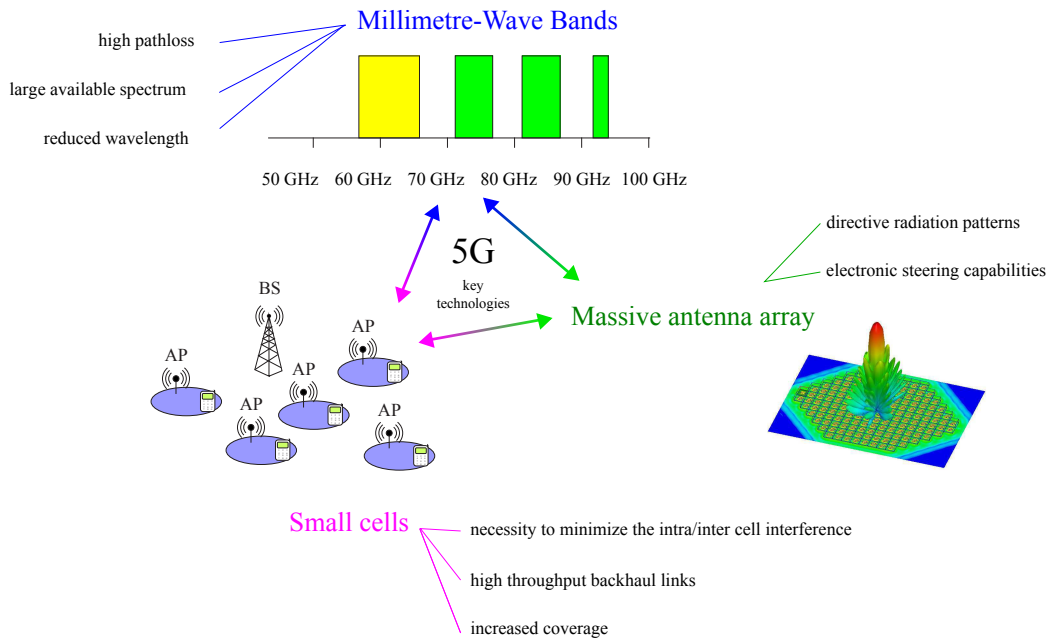 Millimetre-Wave Bands
high pathloss
large available spectrum
reduced wavelength
50 GHz 60 GHz 70 GHz 80 GHz 90 GHz 100 GHz
5G
key
technologies
directive radiation patterns
electronic steering capabilities
Massive antenna array
BS
AP
AP
AP
AP
AP
Small cells
necessity to minimize the intra/inter cell interference
high throughput backhaul links
increased coverage